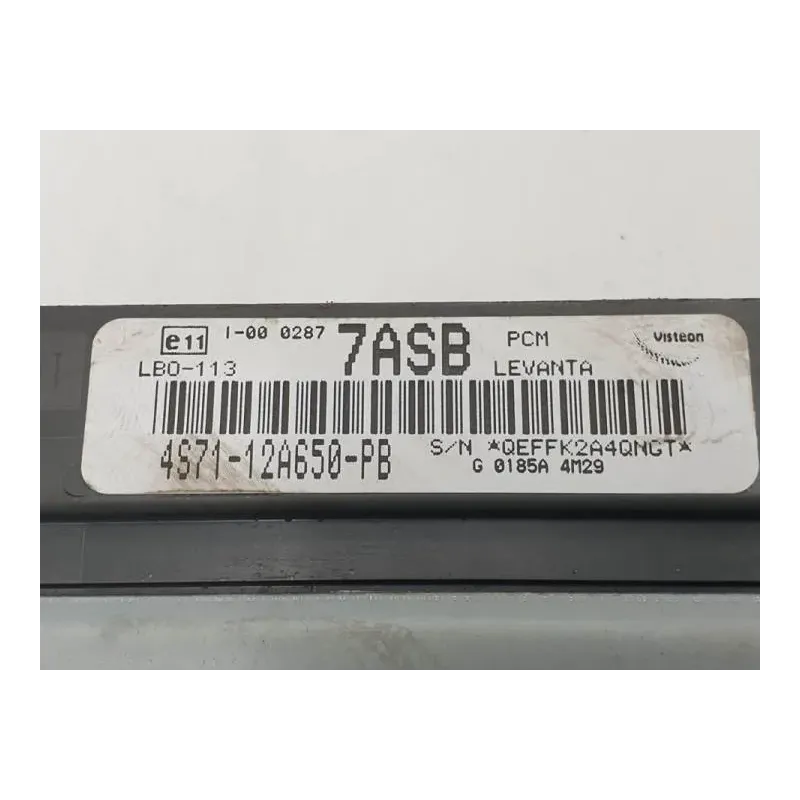 e11 I-00 0287 7ASB PCM Visteon
LB0-113 LEVANTA
4S71-12A650-PB S/N *QEFFK2A4QNGT*
G 0185A 4M29